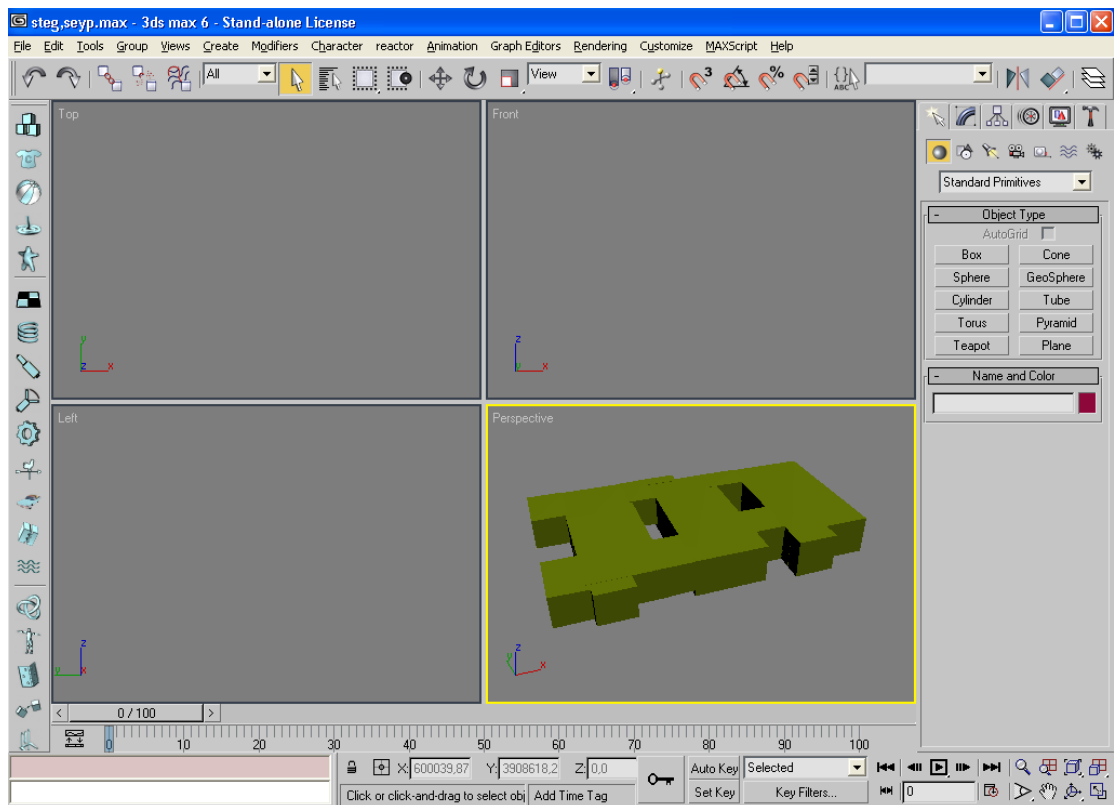 steg,seyp.max - 3ds max 6 - Stand-alone License
File Edit Tools Group Views Create Modifiers Character reactor Animation Graph Editors Rendering Customize MAXScript Help
All View 3 % {} ABC
Top Front
Standard Primitives
- Object Type
AutoGrid
Box Cone
Sphere GeoSphere
Cylinder Tube
Torus Pyramid
Teapot Plane
y z
z x y x
- Name and Color
Left Perspective
z z
y x y x
< 0 / 100 >
0 10 20 30 40 50 60 70 80 90 100
X: 600039,87 Y: 3908618,2 Z: 0,0 Auto Key Selected
Click or click-and-drag to select obj Add Time Tag Set Key Key Filters... 0